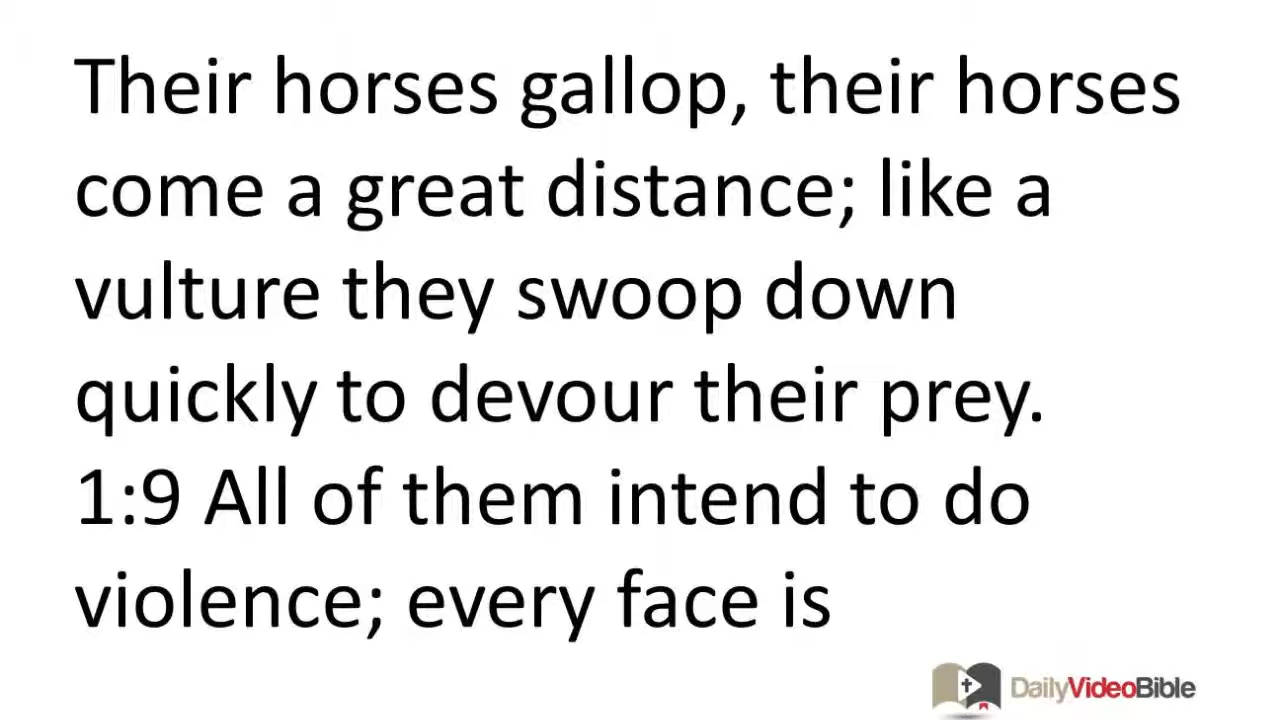 Their horses gallop, their horses
come a great distance; like a
vulture they swoop down
quickly to devour their prey.
1:9 All of them intend to do
violence; every face is
DailyVideoBible